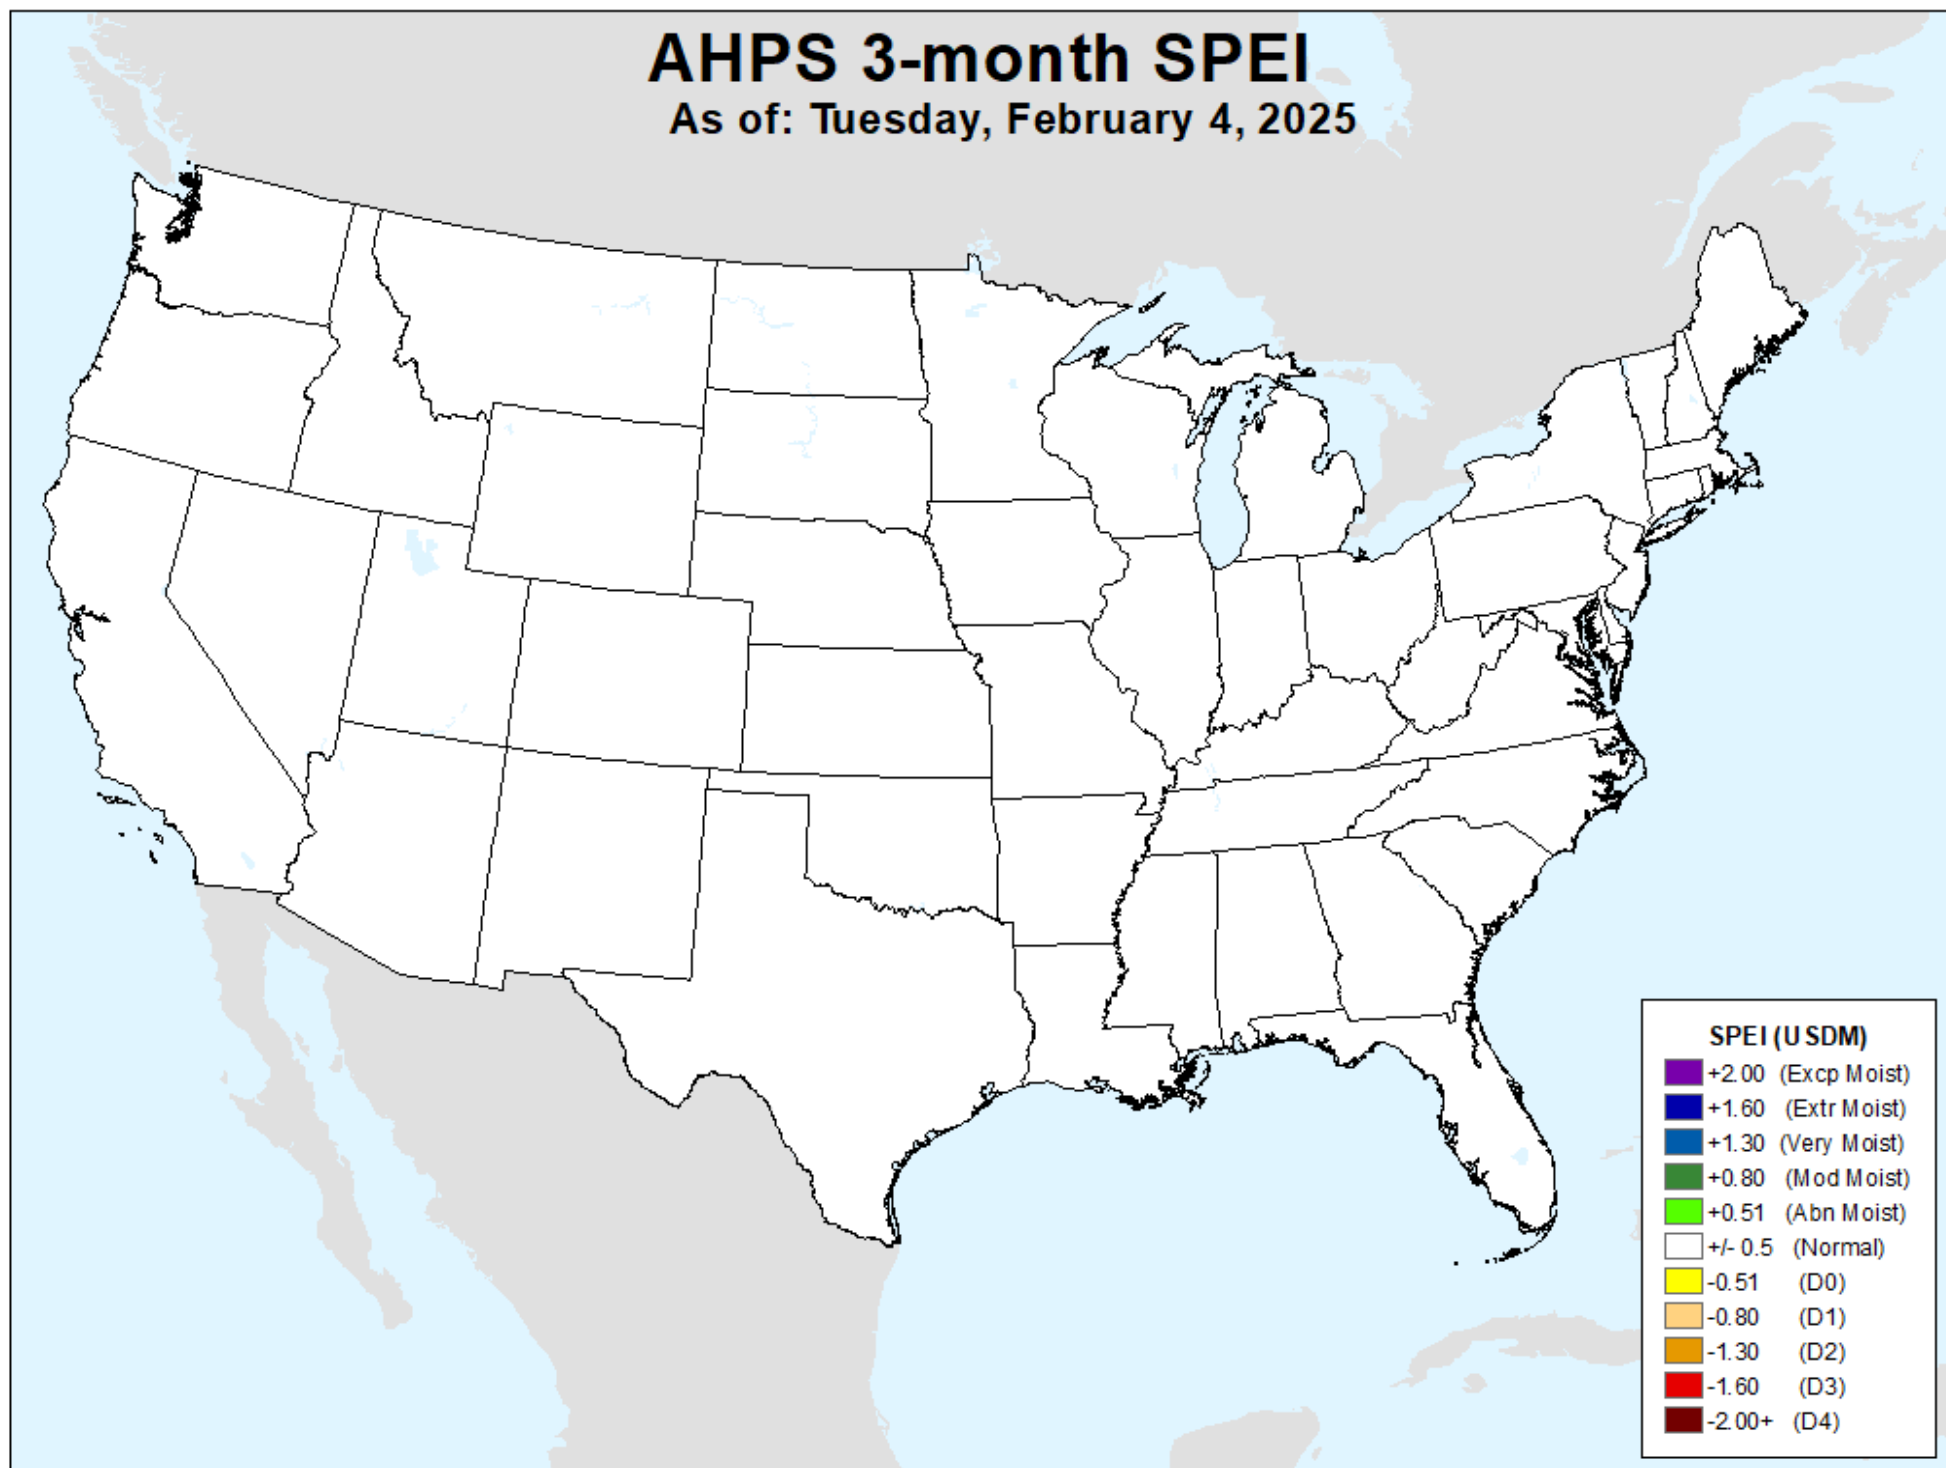 AHPS 3-month SPEI
As of: Tuesday, February 4, 2025
SPEI (USDM)
+2.00 (Excp Moist)
+1.60 (Extr Moist)
+1.30 (Very Moist)
+0.80 (Mod Moist)
+0.51 (Abn Moist)
+/- 0.5 (Normal)
-0.51 (D0)
-0.80 (D1)
-1.30 (D2)
-1.60 (D3)
-2.00+ (D4)